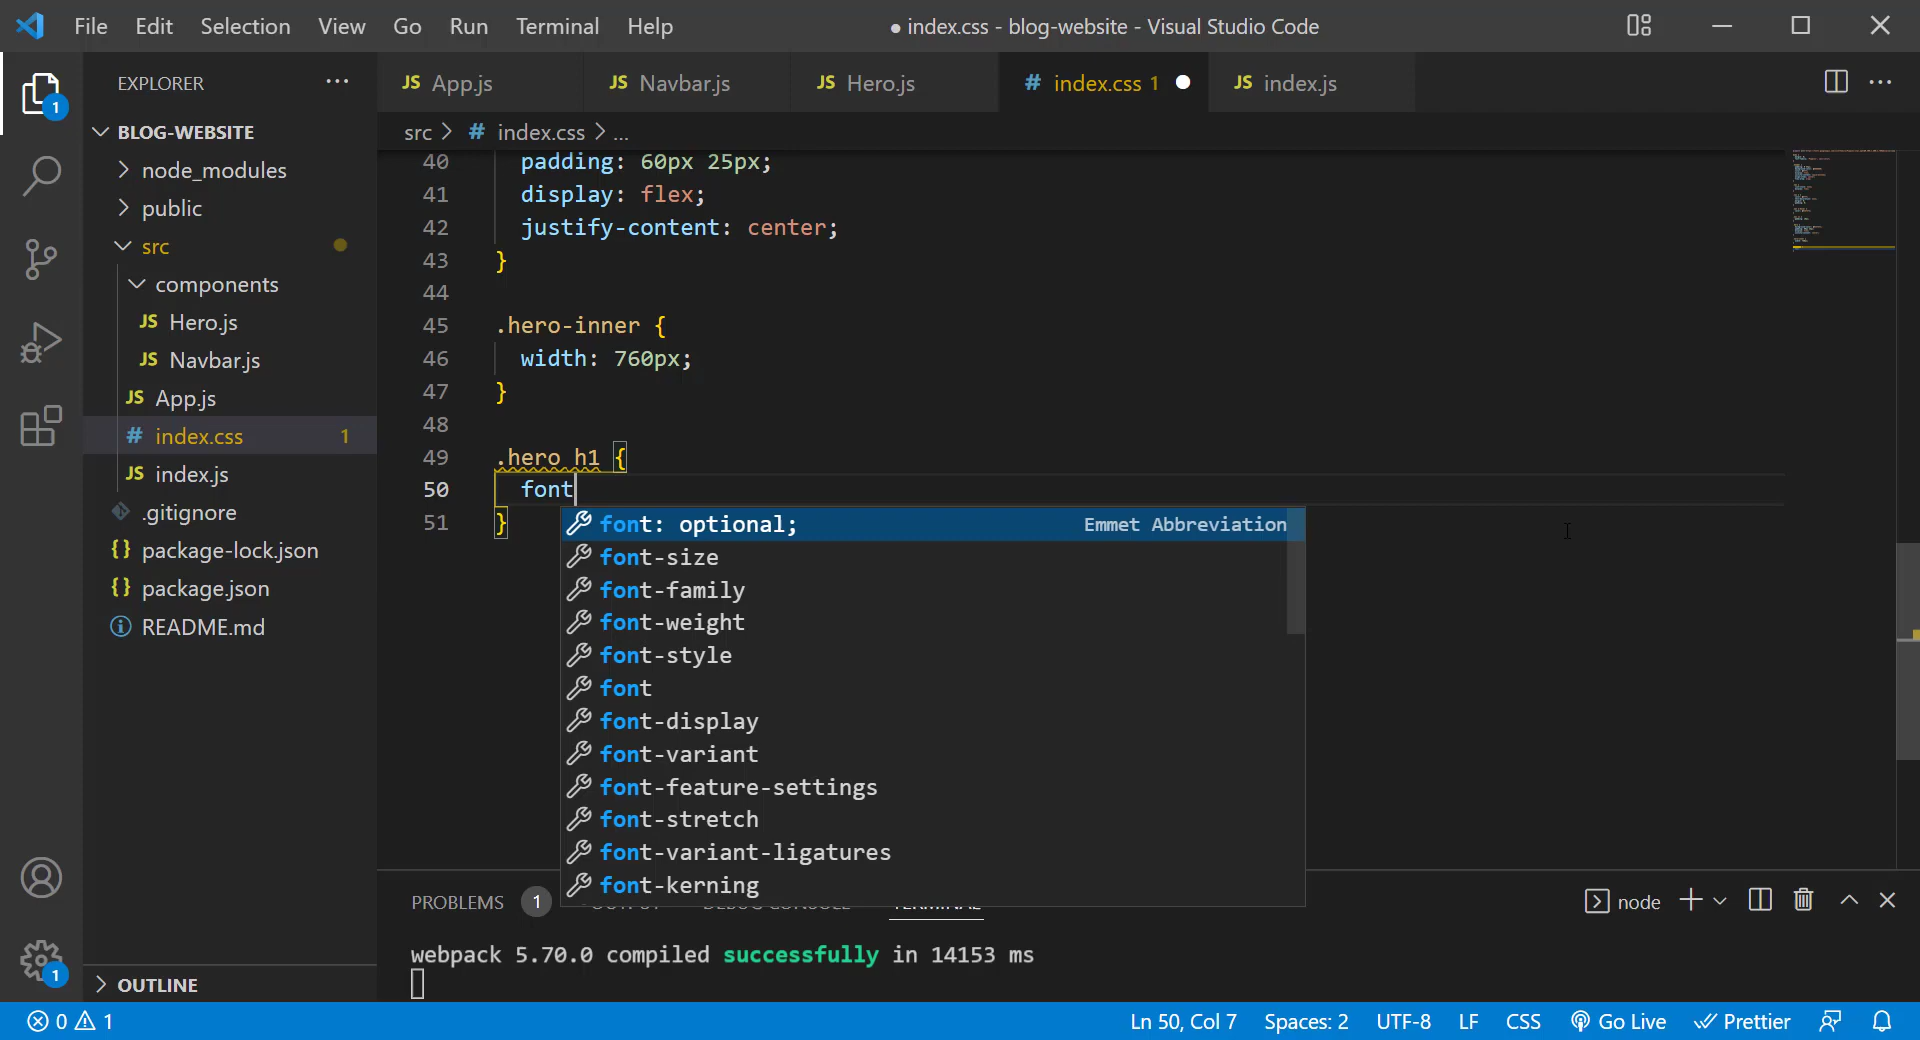 File Edit Selection View Go Run Terminal Help ● index.css - blog-website - Visual Studio Code
EXPLORER ···
JS App.js JS Navbar.js JS Hero.js # index.css 1 ● JS index.js ···
1
BLOG-WEBSITE
src > # index.css > ...
node_modules
public
src
components
JS Hero.js
JS Navbar.js
JS App.js
# index.css 1
JS index.js
.gitignore
{} package-lock.json
{} package.json
README.md
OUTLINE
1
40 padding: 60px 25px;
41 display: flex;
42 justify-content: center;
43 }
44
45 .hero-inner {
46 width: 760px;
47 }
48
49 .hero h1 {
50 font
51 }
font: optional; Emmet Abbreviation
font-size
font-family
font-weight
font-style
font
font-display
font-variant
font-feature-settings
font-stretch
font-variant-ligatures
font-kerning
PROBLEMS 1 TERMINAL node
webpack 5.70.0 compiled successfully in 14153 ms
0 1 Ln 50, Col 7 Spaces: 2 UTF-8 LF CSS Go Live Prettier